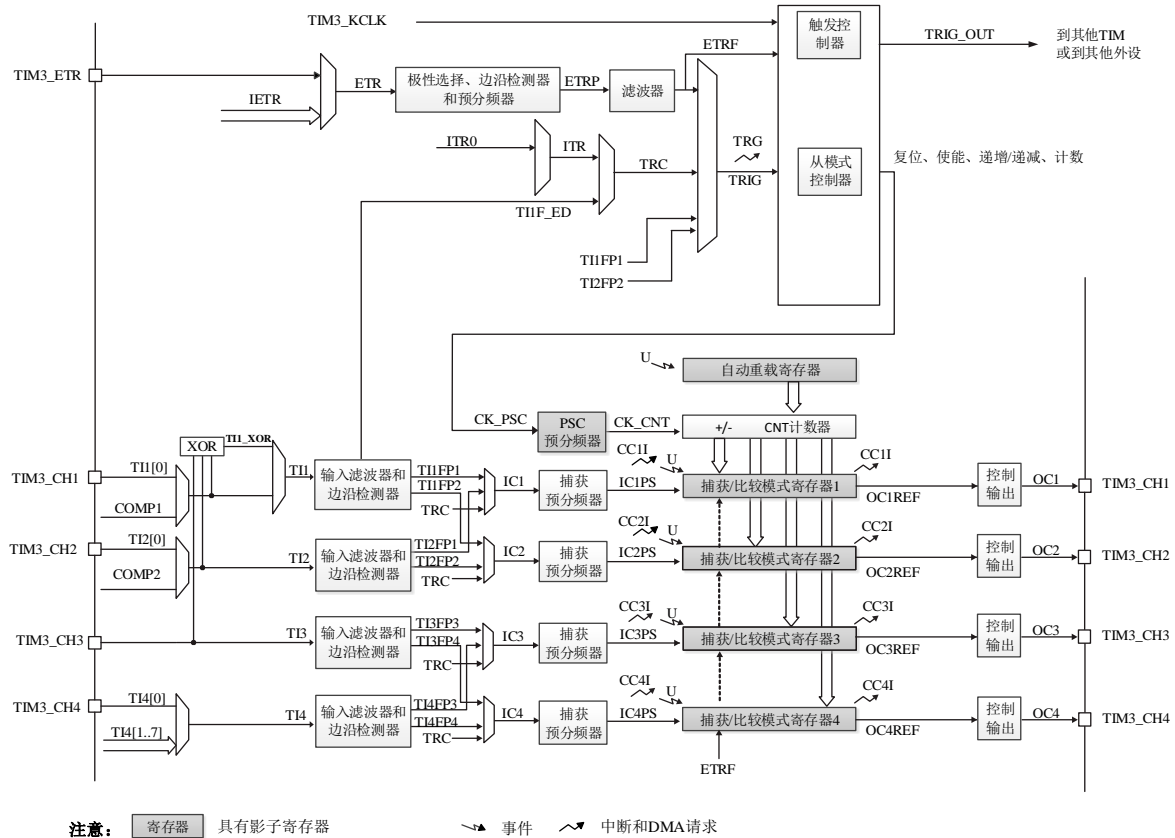 TIM3_KCLK
触发控
制器
TRIG_OUT
到其他TIM
或到其他外设
TIM3_ETR
ETRF
ETR
极性选择、边沿检测器
和预分频器
ETRP
滤波器
IETR
ITR0
ITR
TRC
TRG
TRIG
从模式
控制器
复位、使能、递增/递减、计数
TI1F_ED
TI1FP1
TI2FP2
U
自动重载寄存器
CK_PSC
PSC
预分频器
CK_CNT
+/-
CNT计数器
XOR
TI1_XOR
TIM3_CH1
TI1[0]
COMP1
TI1
输入滤波器和
边沿检测器
TI1FP1
TI1FP2
TRC
IC1
捕获
预分频器
CC1I
U
IC1PS
捕获/比较模式寄存器1
CC1I
OC1REF
控制
输出
OC1
TIM3_CH1
TIM3_CH2
TI2[0]
COMP2
TI2
输入滤波器和
边沿检测器
TI2FP1
TI2FP2
TRC
IC2
捕获
预分频器
CC2I
U
IC2PS
捕获/比较模式寄存器2
CC2I
OC2REF
控制
输出
OC2
TIM3_CH2
TIM3_CH3
TI3
输入滤波器和
边沿检测器
TI3FP3
TI3FP4
TRC
IC3
捕获
预分频器
CC3I
U
IC3PS
捕获/比较模式寄存器3
CC3I
OC3REF
控制
输出
OC3
TIM3_CH3
TIM3_CH4
TI4[0]
TI4[1..7]
TI4
输入滤波器和
边沿检测器
TI4FP3
TI4FP4
TRC
IC4
捕获
预分频器
CC4I
U
IC4PS
捕获/比较模式寄存器4
CC4I
OC4REF
控制
输出
OC4
TIM3_CH4
ETRF
注意：
寄存器
具有影子寄存器
事件
中断和DMA请求